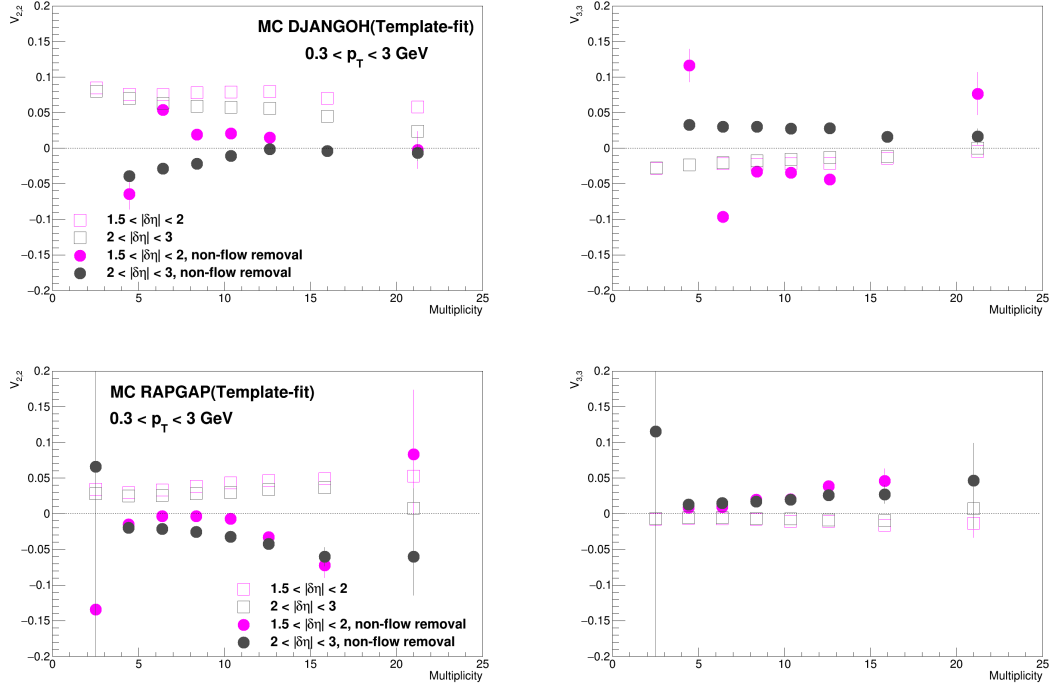 V2,2
0.2
0.15
0.1
0.05
0
−0.05
−0.1
−0.15
−0.2
MC DJANGOH(Template-fit)
0.3 < pT < 3 GeV
1.5 < |δη| < 2
2 < |δη| < 3
1.5 < |δη| < 2, non-flow removal
2 < |δη| < 3, non-flow removal
0 5 10 15 20 25
Multiplicity
V3,3
0.2
0.15
0.1
0.05
0
−0.05
−0.1
−0.15
−0.2
0 5 10 15 20 25
Multiplicity
V2,2
0.2
0.15
0.1
0.05
0
−0.05
−0.1
−0.15
−0.2
MC RAPGAP(Template-fit)
0.3 < pT < 3 GeV
1.5 < |δη| < 2
2 < |δη| < 3
1.5 < |δη| < 2, non-flow removal
2 < |δη| < 3, non-flow removal
0 5 10 15 20 25
Multiplicity
V3,3
0.2
0.15
0.1
0.05
0
−0.05
−0.1
−0.15
−0.2
0 5 10 15 20 25
Multiplicity